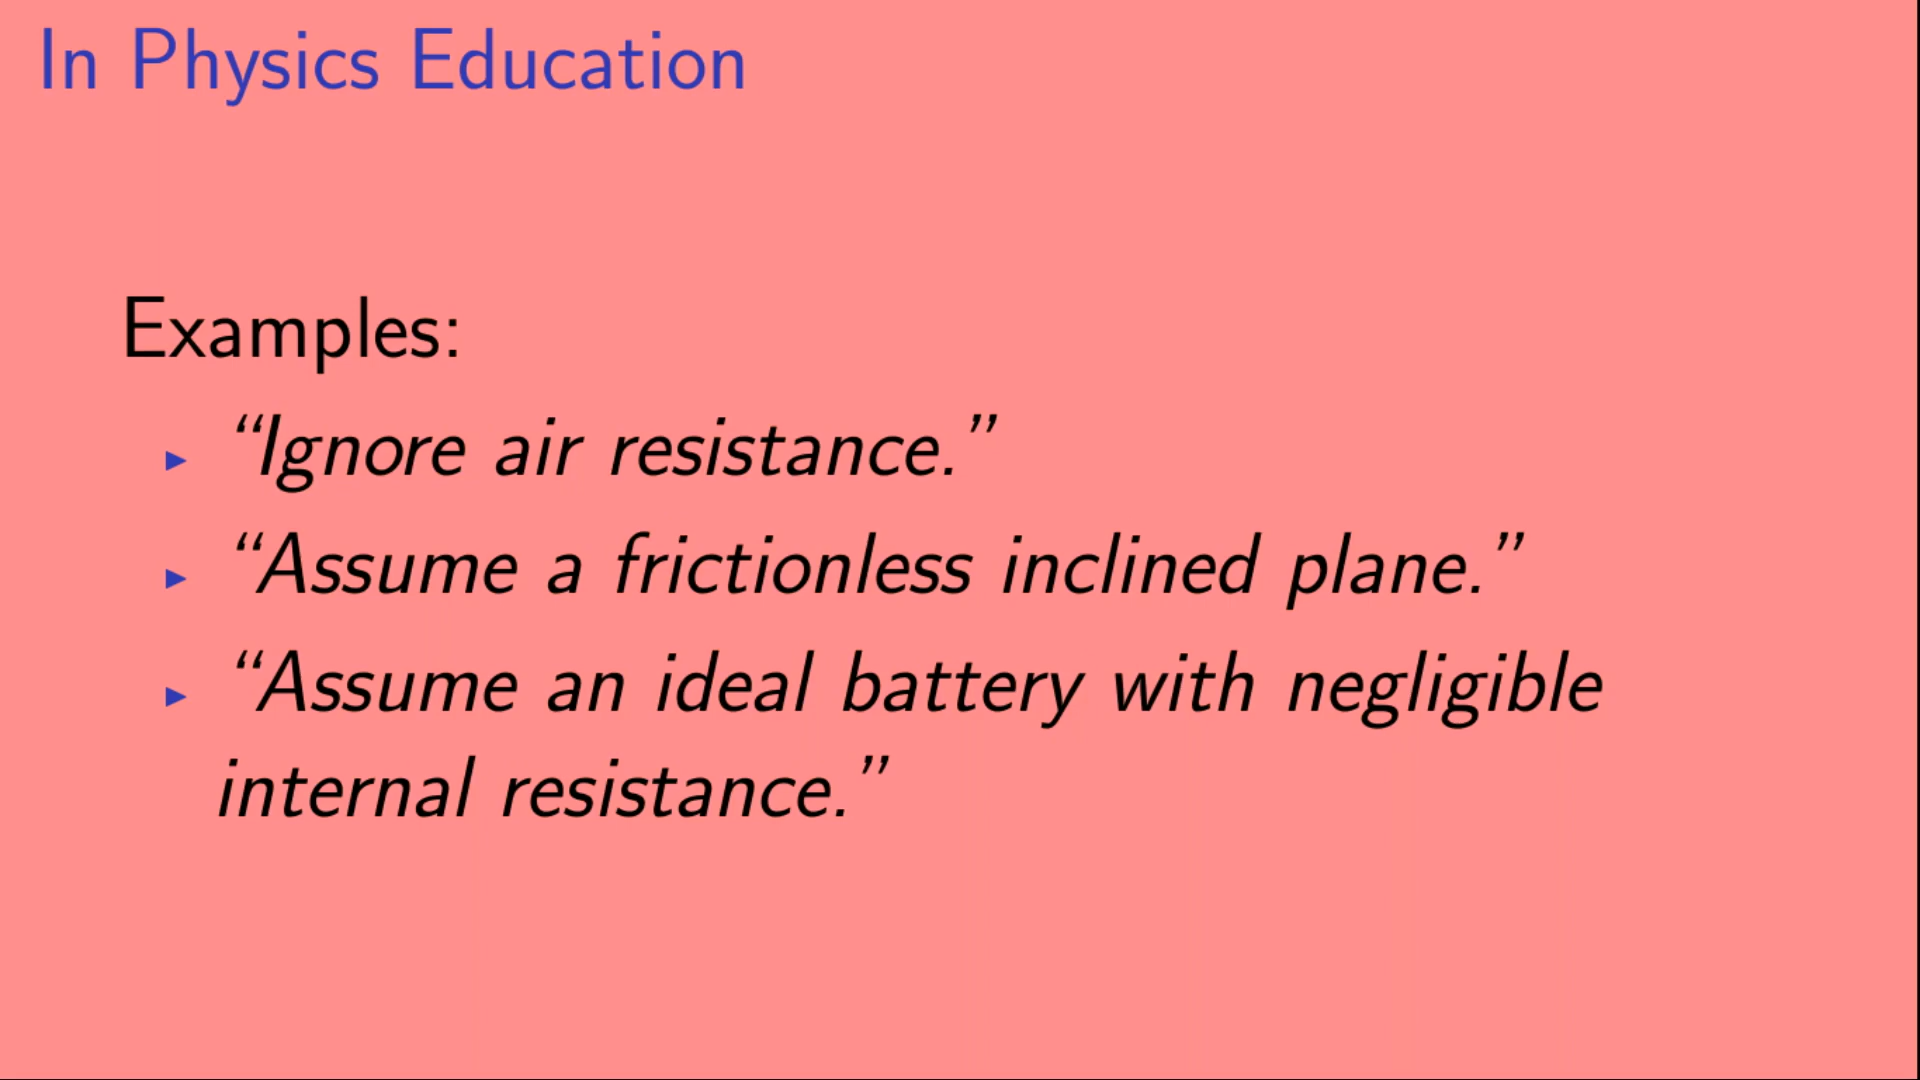 In Physics Education
Examples:
▸ “Ignore air resistance.”
▸ “Assume a frictionless inclined plane.”
▸ “Assume an ideal battery with negligible
internal resistance.”